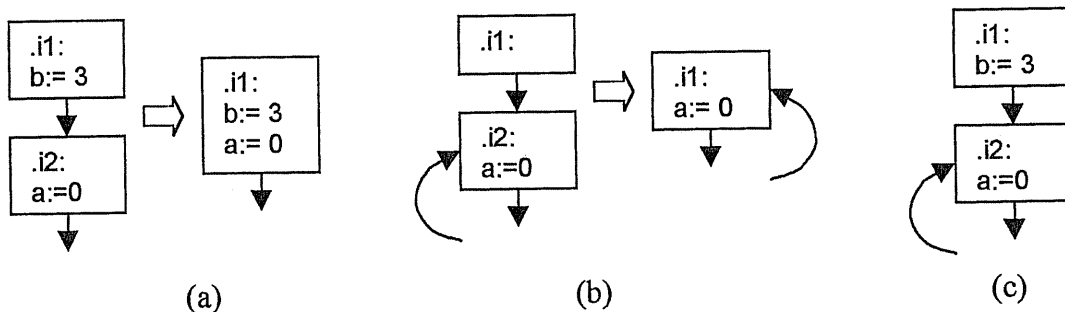 .i1:
b:= 3
.i2:
a:=0
.i1:
b:= 3
a:= 0
(a)
.i1:
.i2:
a:=0
.i1:
a:= 0
(b)
.i1:
b:= 3
.i2:
a:=0
(c)